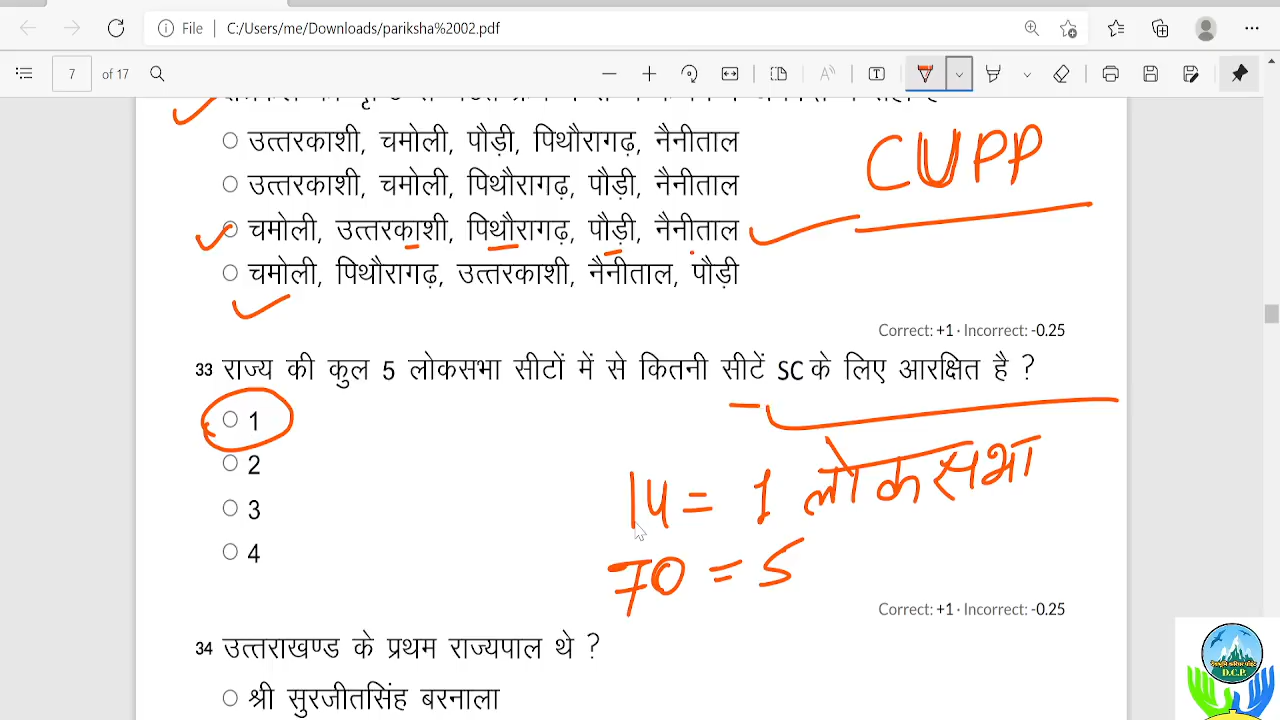 File C:/Users/me/Downloads/pariksha%2002.pdf
7 of 17
उत्तरकाशी, चमोली, पौड़ी, पिथौरागढ़, नैनीताल
CUPP
उत्तरकाशी, चमोली, पिथौरागढ़, पौड़ी, नैनीताल
चमोली, उत्तरकाशी, पिथौरागढ़, पौड़ी, नैनीताल
चमोली, पिथौरागढ़, उत्तरकाशी, नैनीताल, पौड़ी
Correct: +1 · Incorrect: -0.25
33 राज्य की कुल 5 लोकसभा सीटों में से कितनी सीटें SC के लिए आरक्षित है ?
1
2
3
4
14 = 1 लोकसभा
70 = 5
Correct: +1 · Incorrect: -0.25
34 उत्तराखण्ड के प्रथम राज्यपाल थे ?
श्री सुरजीतसिंह बरनाला
D.C.P.